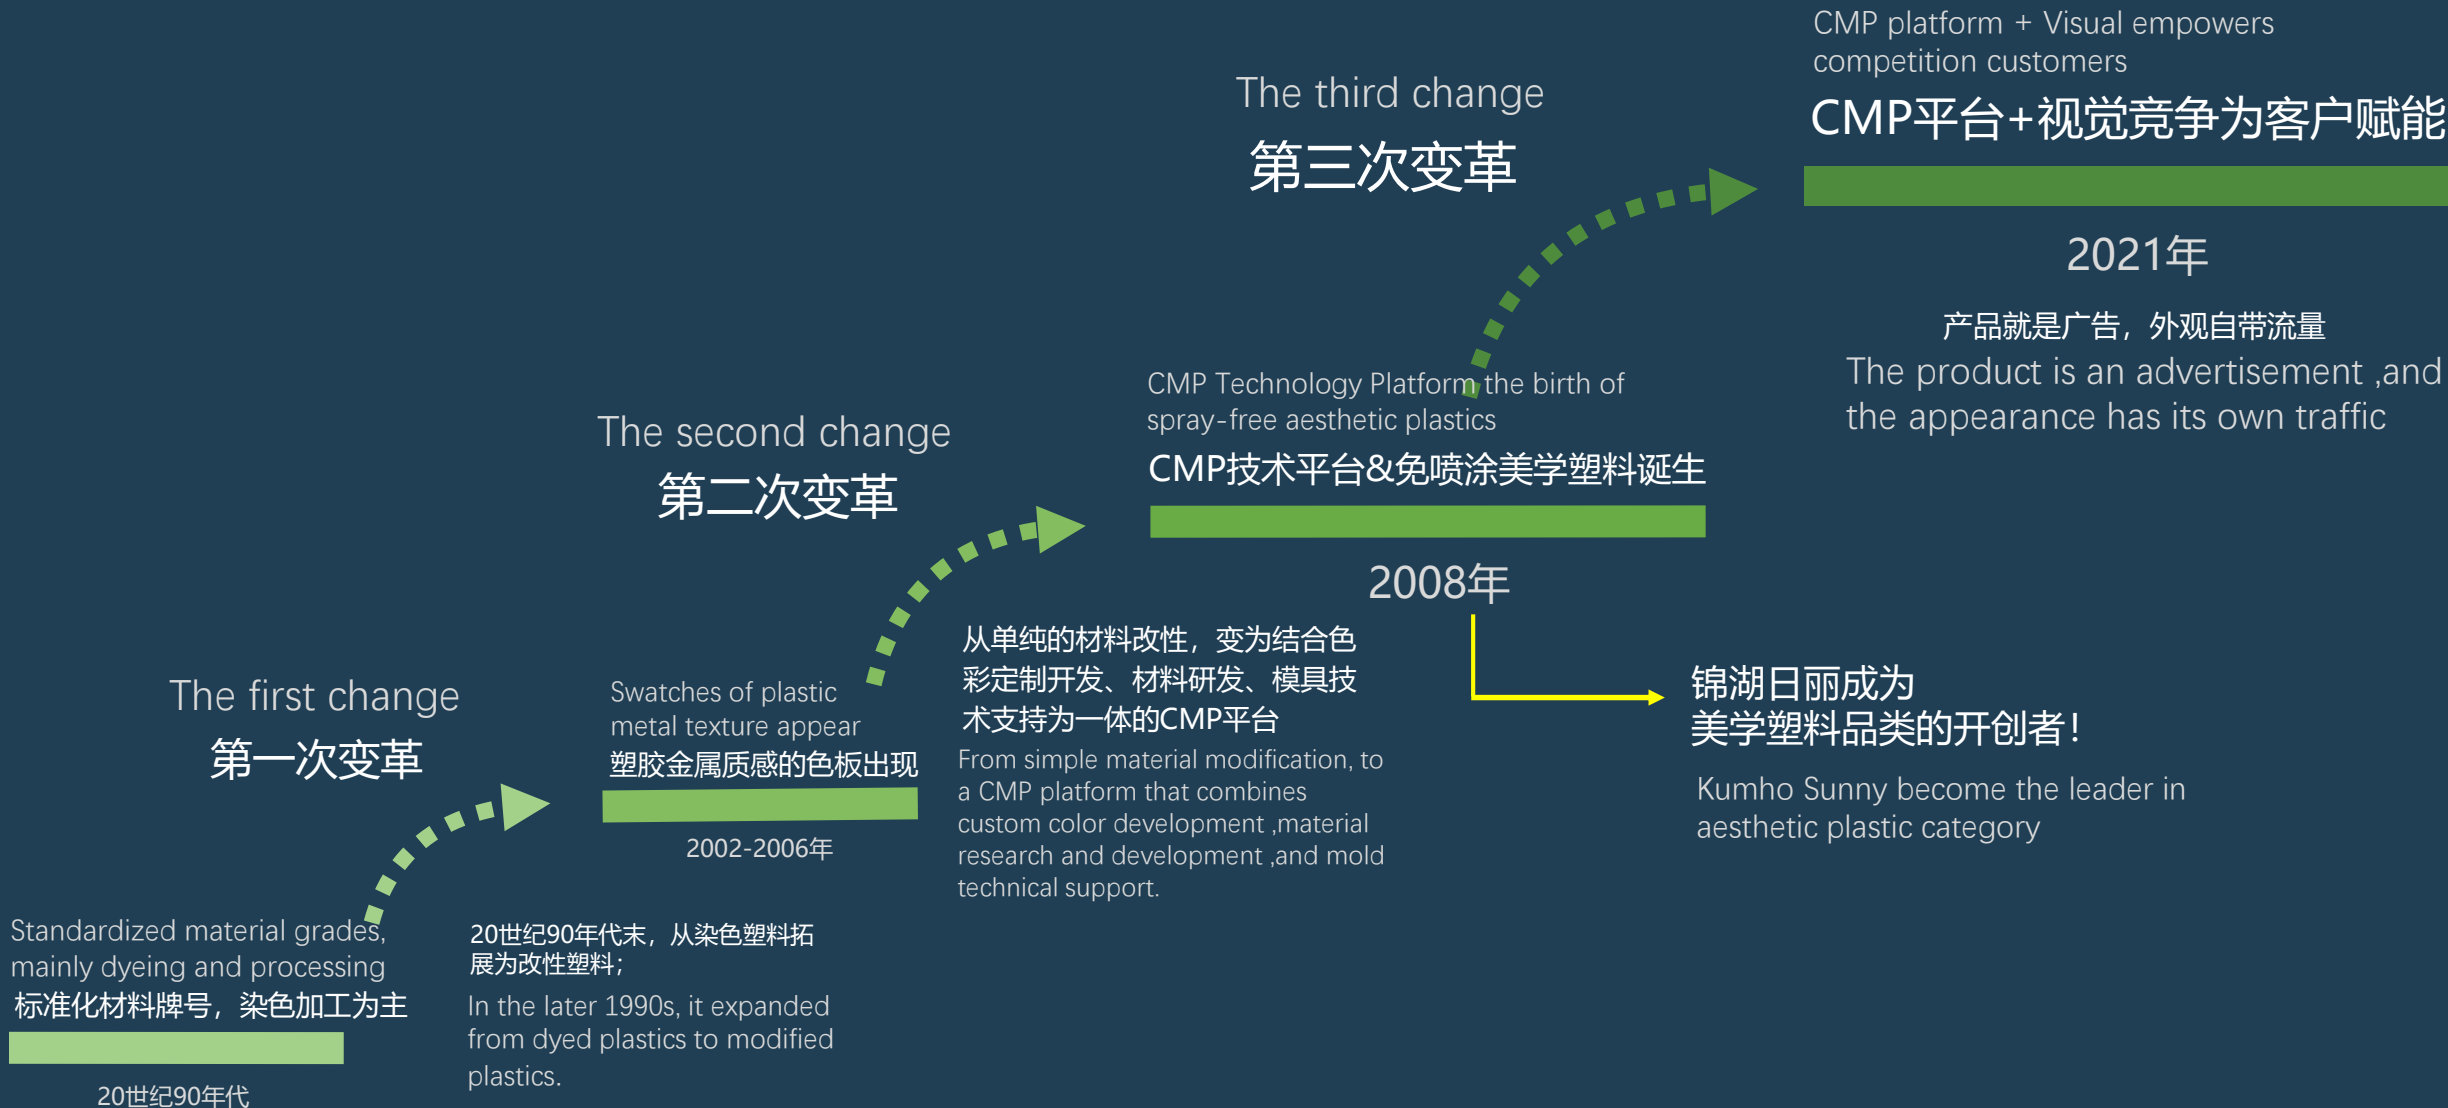 Standardized material grades,
mainly dyeing and processing
标准化材料牌号，染色加工为主
20世纪90年代
The first change
第一次变革
20世纪90年代末，从染色塑料拓
展为改性塑料；
In the later 1990s, it expanded
from dyed plastics to modified
plastics.
Swatches of plastic
metal texture appear
塑胶金属质感的色板出现
2002-2006年
The second change
第二次变革
从单纯的材料改性，变为结合色
彩定制开发、材料研发、模具技
术支持为一体的CMP平台
From simple material modification, to
a CMP platform that combines
custom color development ,material
research and development ,and mold
technical support.
CMP Technology Platform the birth of
spray-free aesthetic plastics
CMP技术平台&免喷涂美学塑料诞生
2008年
锦湖日丽成为
美学塑料品类的开创者！
Kumho Sunny become the leader in
aesthetic plastic category
The third change
第三次变革
CMP platform + Visual empowers
competition customers
CMP平台+视觉竞争为客户赋能
2021年
产品就是广告，外观自带流量
The product is an advertisement ,and
the appearance has its own traffic